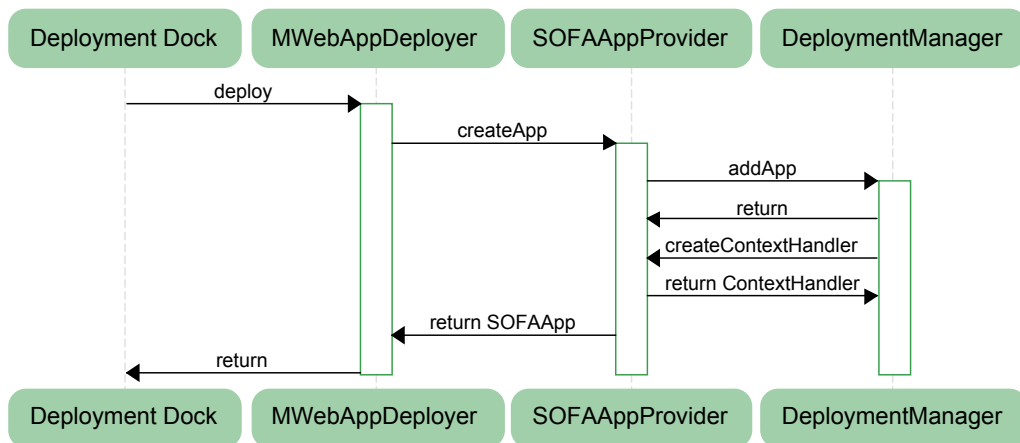 Deployment Dock
MWebAppDeployer
SOFAAppProvider
DeploymentManager
deploy
createApp
addApp
return
createContextHandler
return ContextHandler
return SOFAApp
return
Deployment Dock
MWebAppDeployer
SOFAAppProvider
DeploymentManager